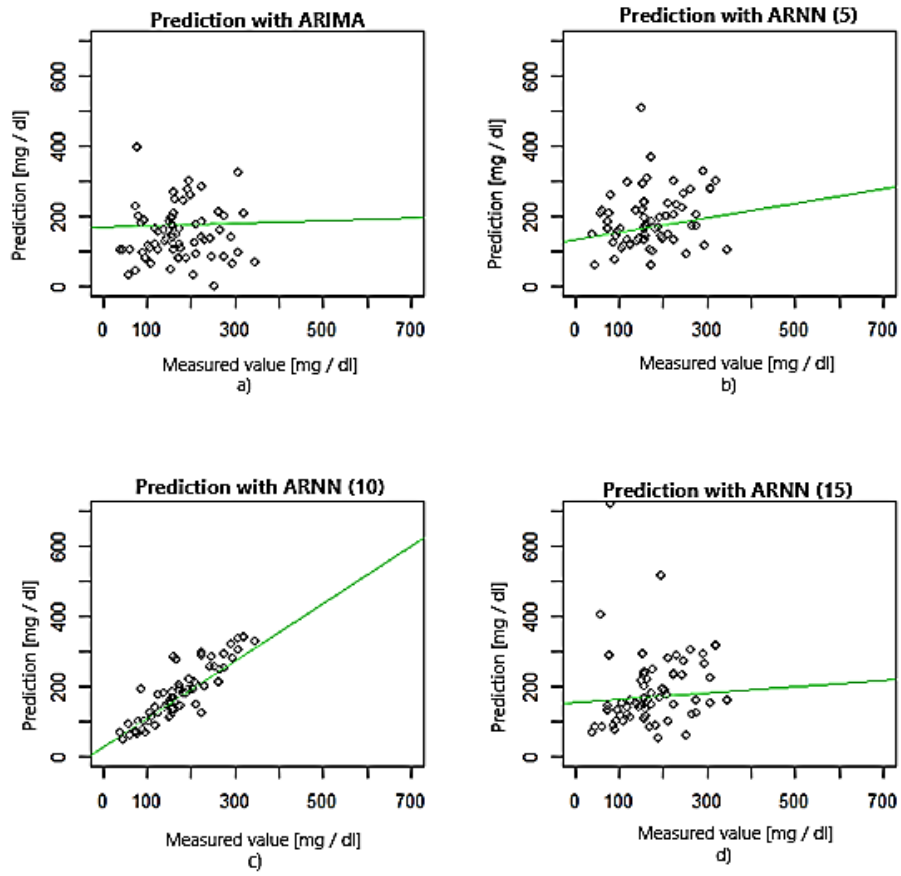 Prediction with ARIMA
Prediction [mg / dl]
600
400
200
0
0 100 300 500 700
Measured value [mg / dl]
a)
Prediction with ARNN (5)
Prediction [mg / dl]
600
400
200
0
0 100 300 500 700
Measured value [mg / dl]
b)
Prediction with ARNN (10)
Prediction [mg / dl]
600
400
200
0
0 100 300 500 700
Measured value [mg / dl]
c)
Prediction with ARNN (15)
Prediction [mg / dl]
600
400
200
0
0 100 300 500 700
Measured value [mg / dl]
d)